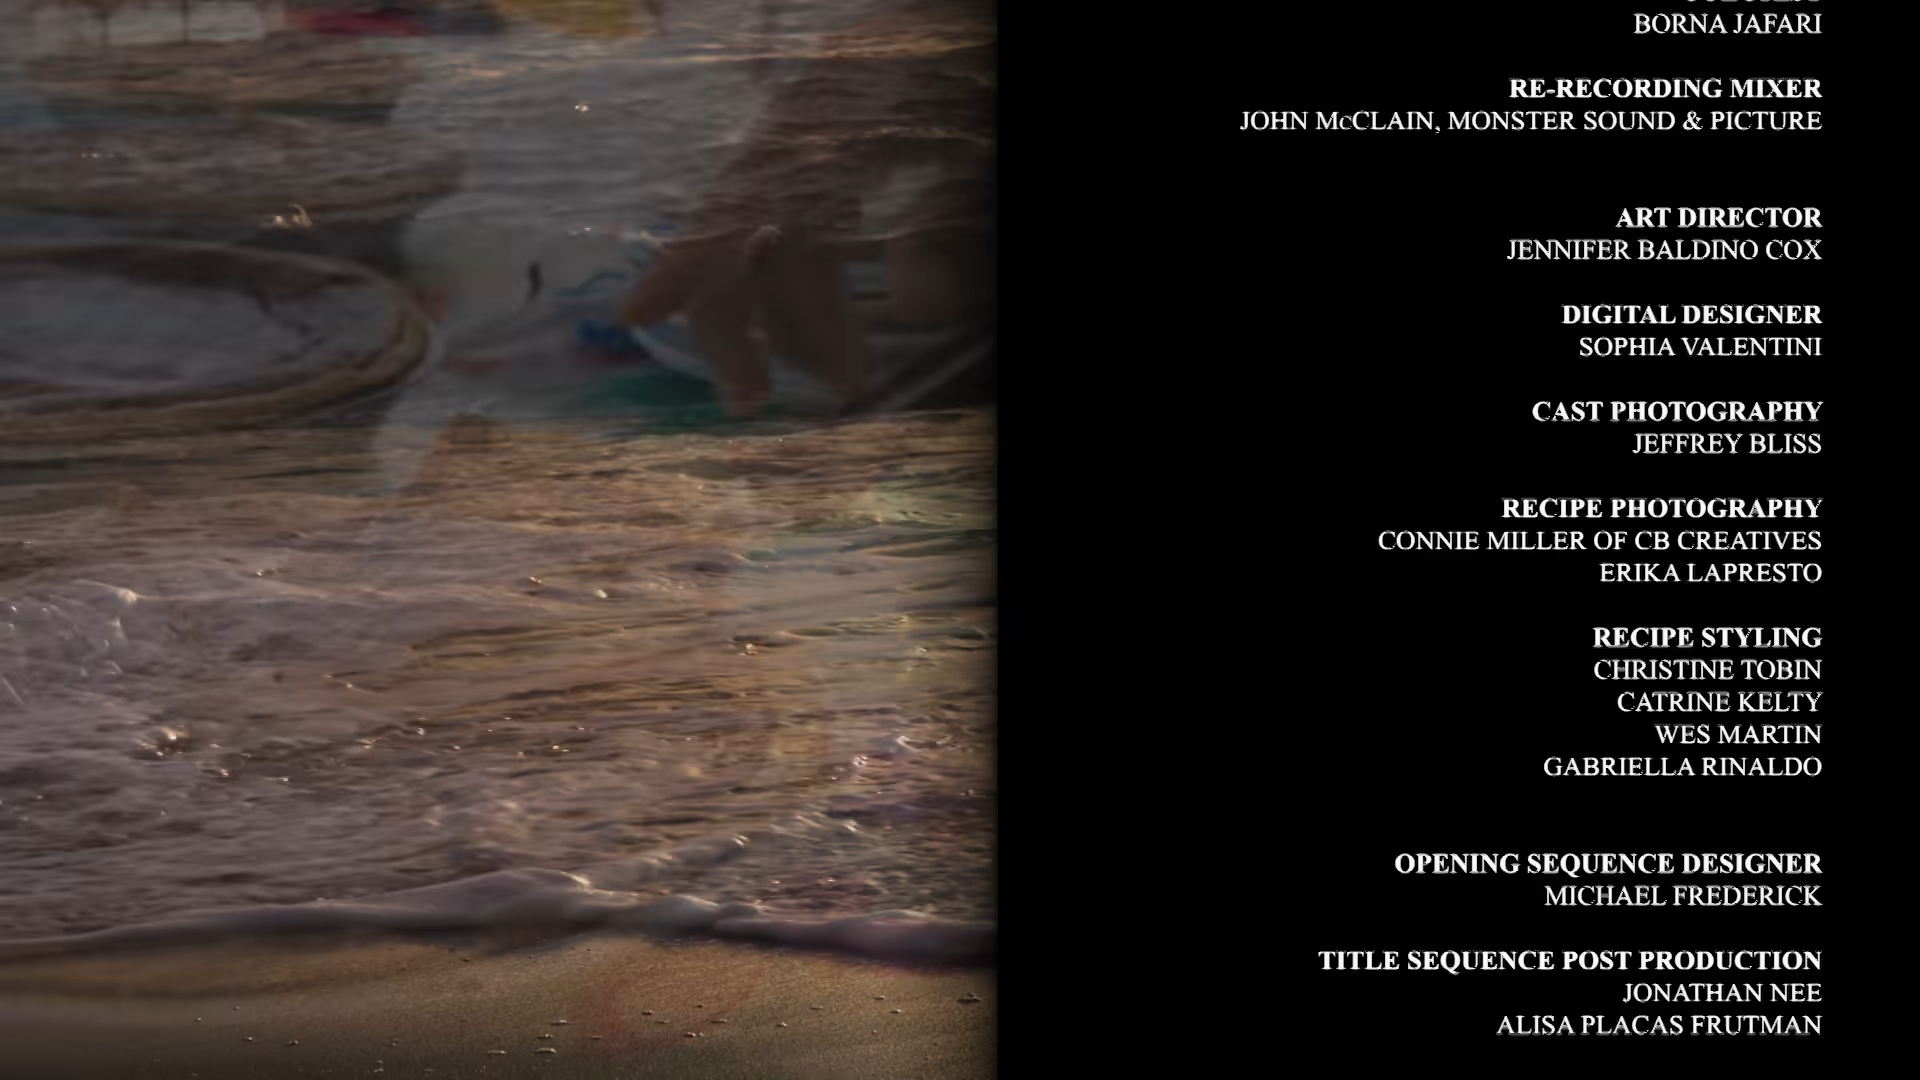 BORNA JAFARI
RE-RECORDING MIXER
JOHN McCLAIN, MONSTER SOUND & PICTURE
ART DIRECTOR
JENNIFER BALDINO COX
DIGITAL DESIGNER
SOPHIA VALENTINI
CAST PHOTOGRAPHY
JEFFREY BLISS
RECIPE PHOTOGRAPHY
CONNIE MILLER OF CB CREATIVES
ERIKA LAPRESTO
RECIPE STYLING
CHRISTINE TOBIN
CATRINE KELTY
WES MARTIN
GABRIELLA RINALDO
OPENING SEQUENCE DESIGNER
MICHAEL FREDERICK
TITLE SEQUENCE POST PRODUCTION
JONATHAN NEE
ALISA PLACAS FRUTMAN